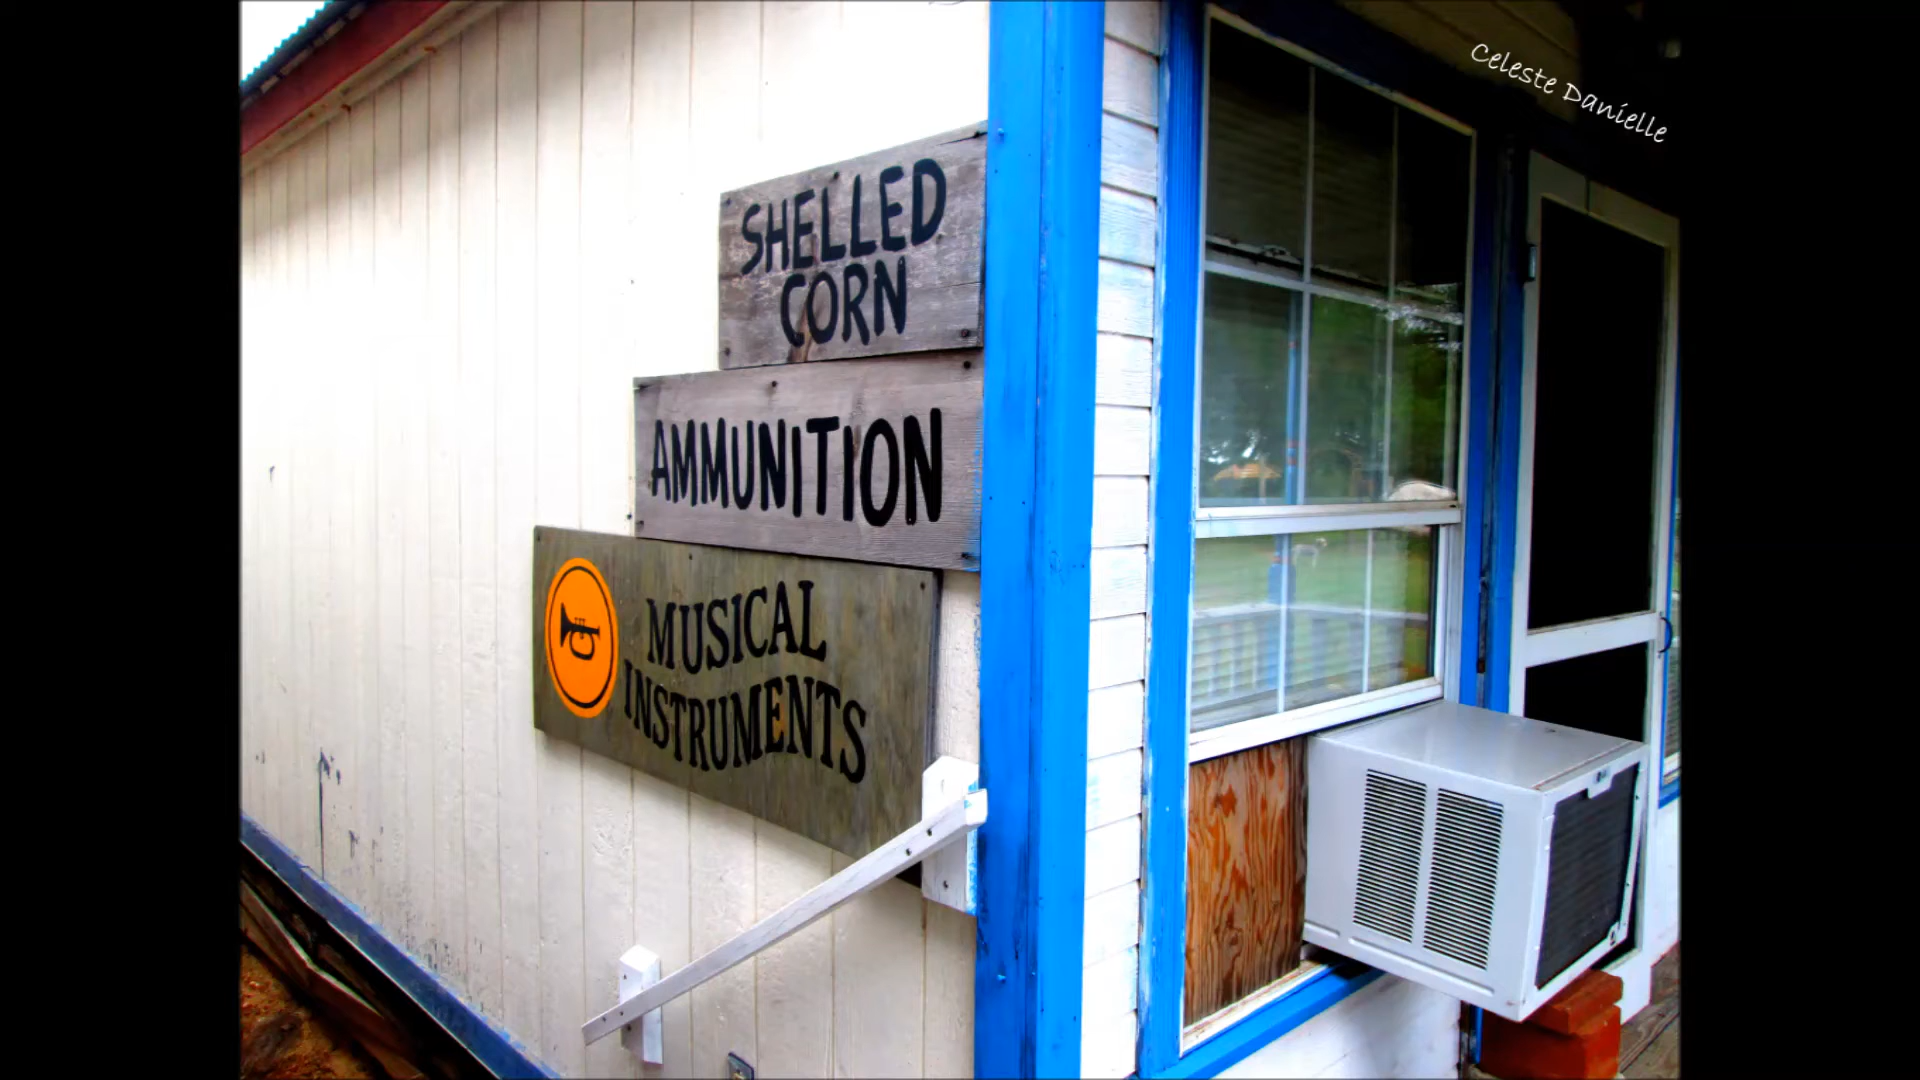 Celeste Danielle
SHELLED
CORN
AMMUNITION
MUSICAL
INSTRUMENTS